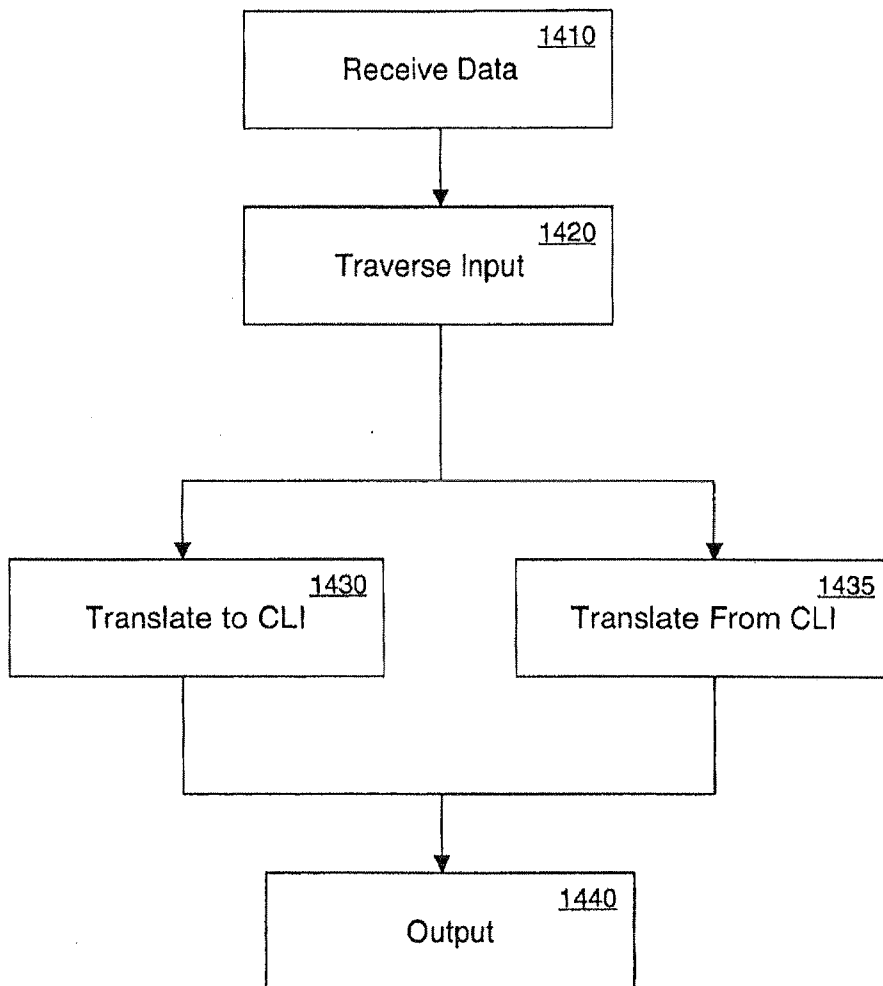 1410
Receive Data
1420
Traverse Input
1430
Translate to CLI
1435
Translate From CLI
1440
Output